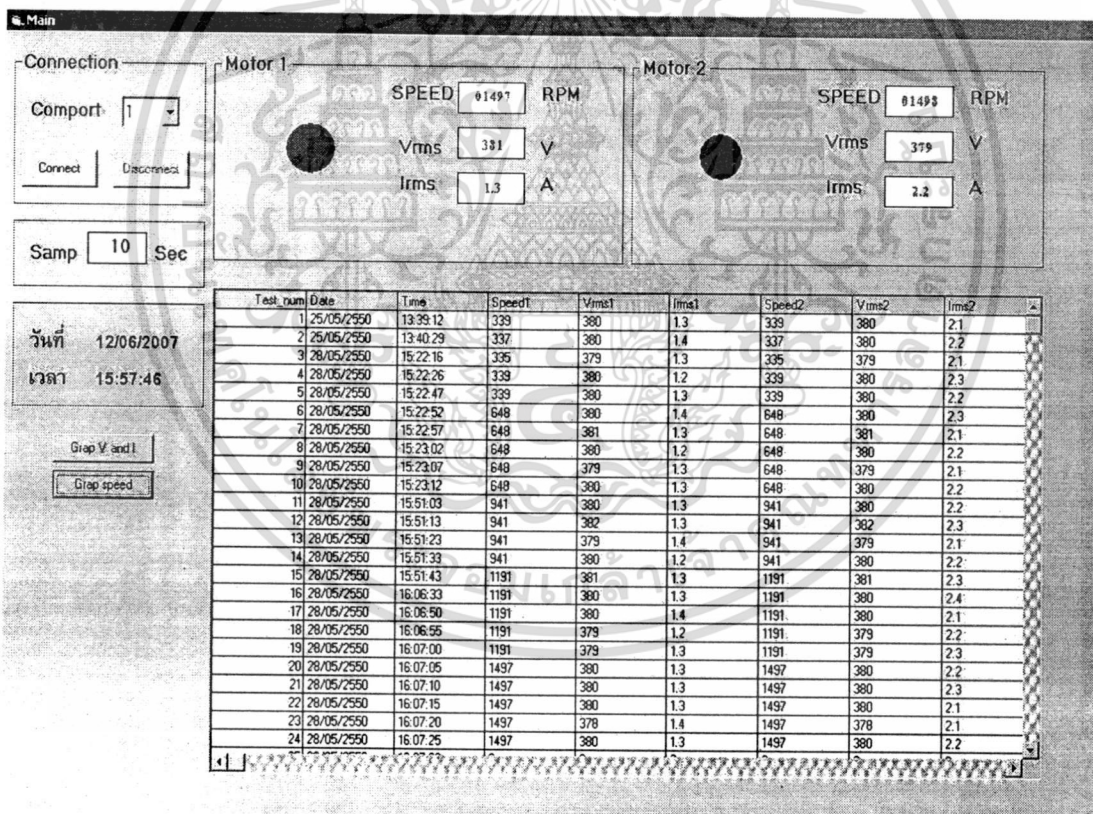 Main
Connection
Comport 1
Connect Disconnect
Samp 10 Sec
วันที่ 12/06/2007
เวลา 15:57:46
Grap V and I
Grap speed
Motor 1
SPEED 01497 RPM
Vrms 381 V
Irms 1.3 A
Motor 2
SPEED 01498 RPM
Vrms 379 V
Irms 2.2 A
Test_num Date Time Speed1 Vrms1 Irms1 Speed2 Vrms2 Irms2
1 25/05/2550 13:39:12 339 380 1.3 339 380 2.1
2 25/05/2550 13:40:29 337 380 1.4 337 380 2.2
3 28/05/2550 15:22:16 335 379 1.3 335 379 2.1
4 28/05/2550 15:22:26 339 380 1.2 339 380 2.3
5 28/05/2550 15:22:47 339 380 1.3 339 380 2.2
6 28/05/2550 15:22:52 648 380 1.4 648 380 2.3
7 28/05/2550 15:22:57 648 381 1.3 648 381 2.1
8 28/05/2550 15:23:02 648 380 1.2 648 380 2.2
9 28/05/2550 15:23:07 648 379 1.3 648 379 2.1
10 28/05/2550 15:23:12 648 380 1.3 648 380 2.2
11 28/05/2550 15:51:03 941 380 1.3 941 380 2.2
12 28/05/2550 15:51:13 941 382 1.3 941 382 2.3
13 28/05/2550 15:51:23 941 379 1.4 941 379 2.1
14 28/05/2550 15:51:33 941 380 1.2 941 380 2.2
15 28/05/2550 15:51:43 1191 381 1.3 1191 381 2.3
16 28/05/2550 16:06:33 1191 380 1.3 1191 380 2.4
17 28/05/2550 16:06:50 1191 380 1.4 1191 380 2.1
18 28/05/2550 16:06:55 1191 379 1.2 1191 379 2.2
19 28/05/2550 16:07:00 1191 379 1.3 1191 379 2.3
20 28/05/2550 16:07:05 1497 380 1.3 1497 380 2.2
21 28/05/2550 16:07:10 1497 380 1.3 1497 380 2.3
22 28/05/2550 16:07:15 1497 380 1.3 1497 380 2.1
23 28/05/2550 16:07:20 1497 378 1.4 1497 378 2.1
24 28/05/2550 16:07:25 1497 380 1.3 1497 380 2.2